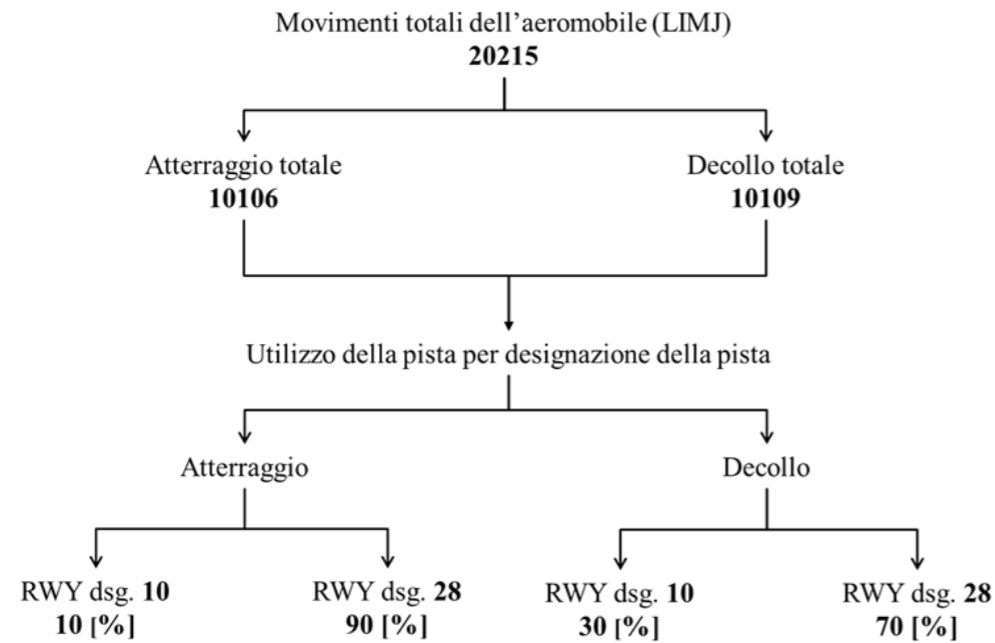 Movimenti totali dell’aeromobile (LIMJ)
20215
Atterraggio totale
10106
Decollo totale
10109
Utilizzo della pista per designazione della pista
Atterraggio
Decollo
RWY dsg. 10
10 [%]
RWY dsg. 28
90 [%]
RWY dsg. 10
30 [%]
RWY dsg. 28
70 [%]